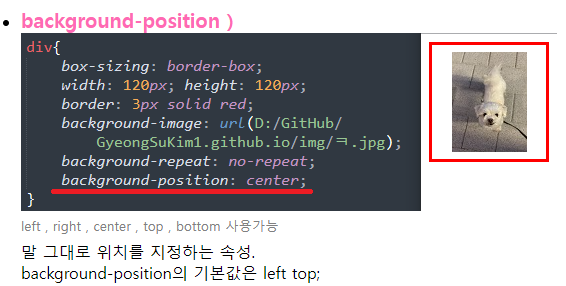 background-position )
div{
box-sizing: border-box;
width: 120px; height: 120px;
border: 3px solid red;
background-image: url(D:/GitHub/
GyeongSuKim1.github.io/img/ㅋ.jpg);
background-repeat: no-repeat;
background-position: center;
}
left , right , center , top , bottom 사용가능
말 그대로 위치를 지정하는 속성.
background-position의 기본값은 left top;